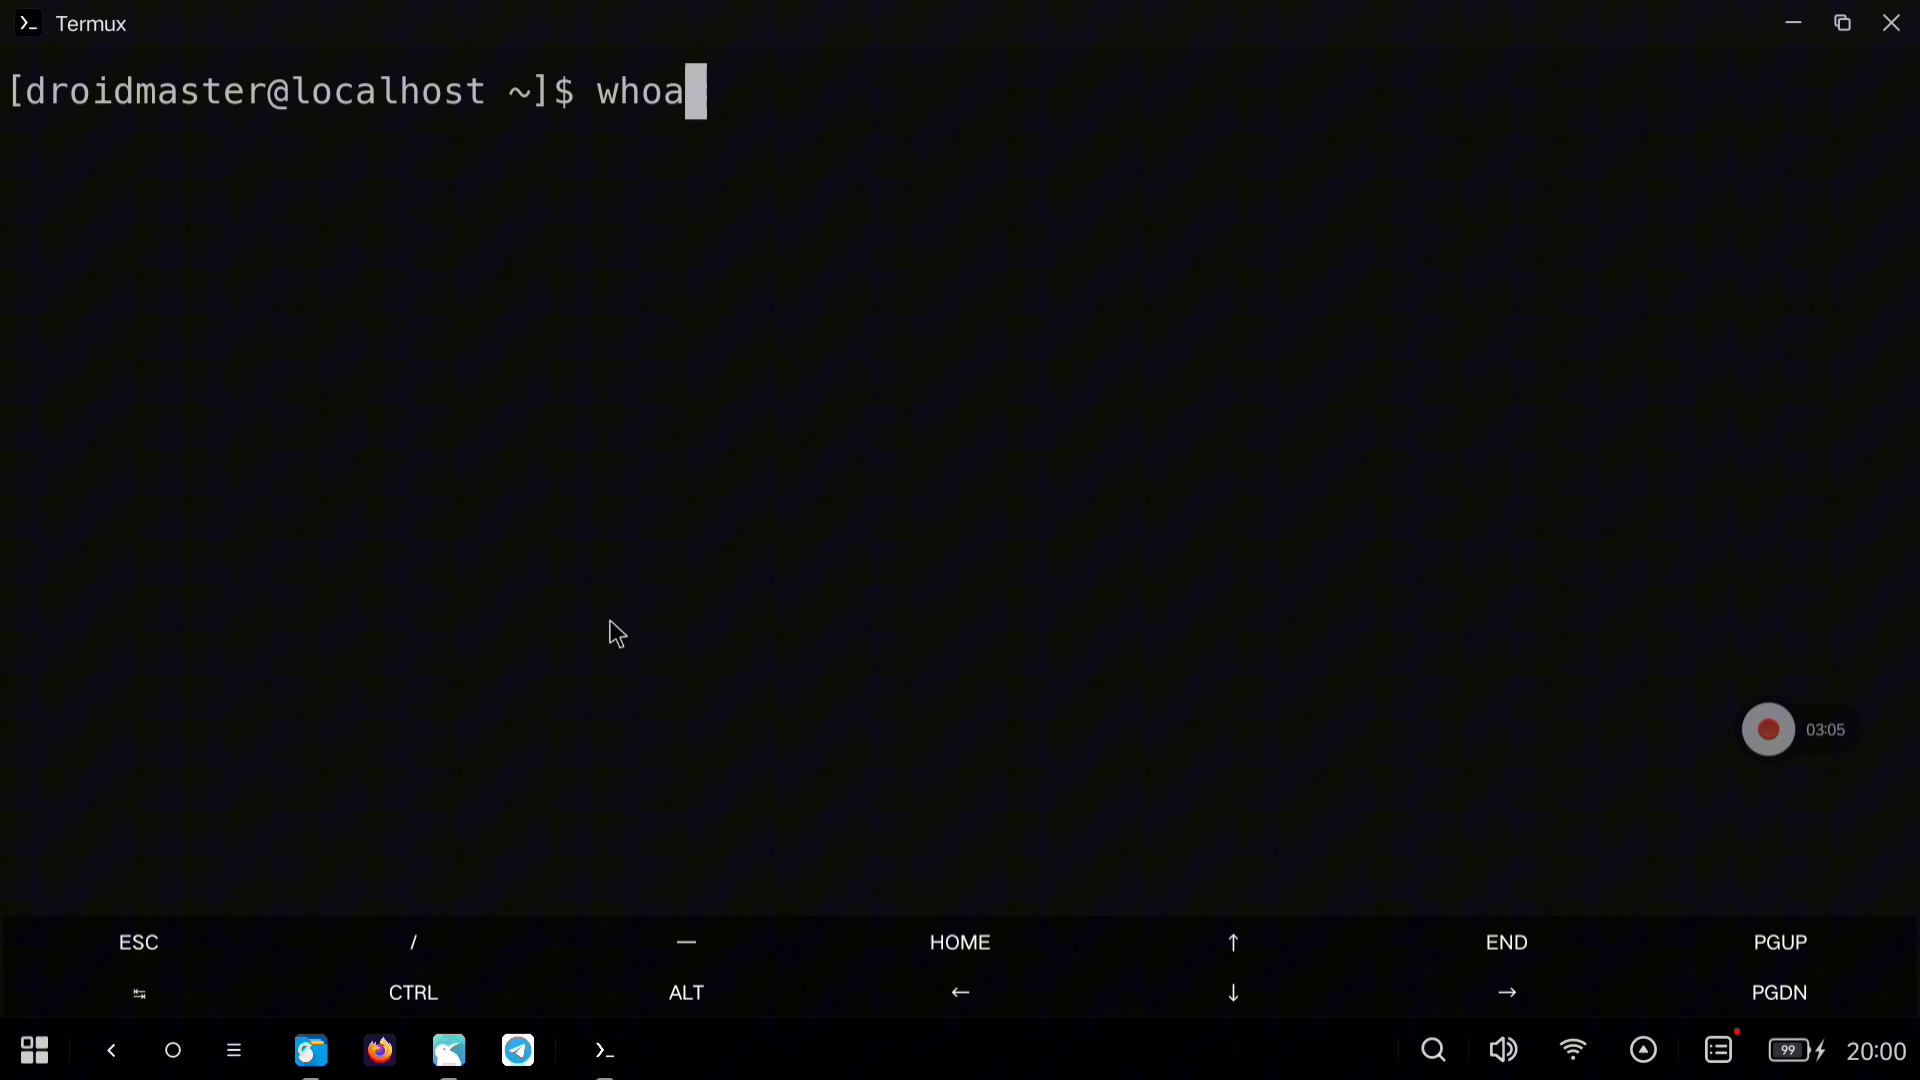 Termux
[droidmaster@localhost ~]$ whoa
03:05
ESC / — HOME ↑ END PGUP
↹ CTRL ALT ← ↓ → PGDN
99
20:00